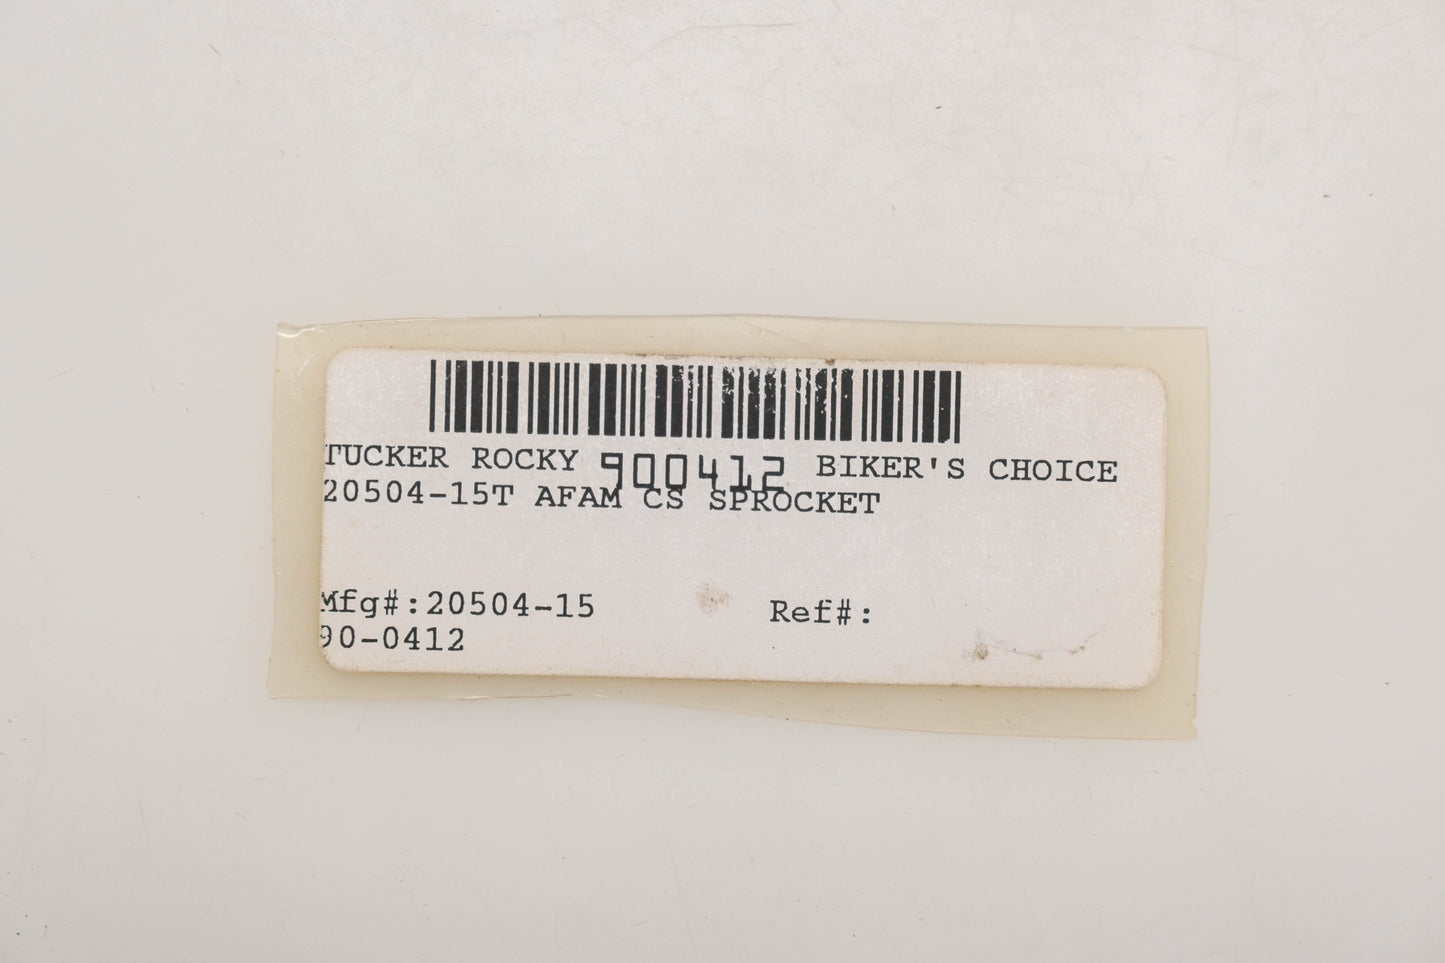 TUCKER ROCKY 900412 BIKER'S CHOICE
20504-15T AFAM CS SPROCKET
Mfg#:20504-15 Ref#:
90-0412